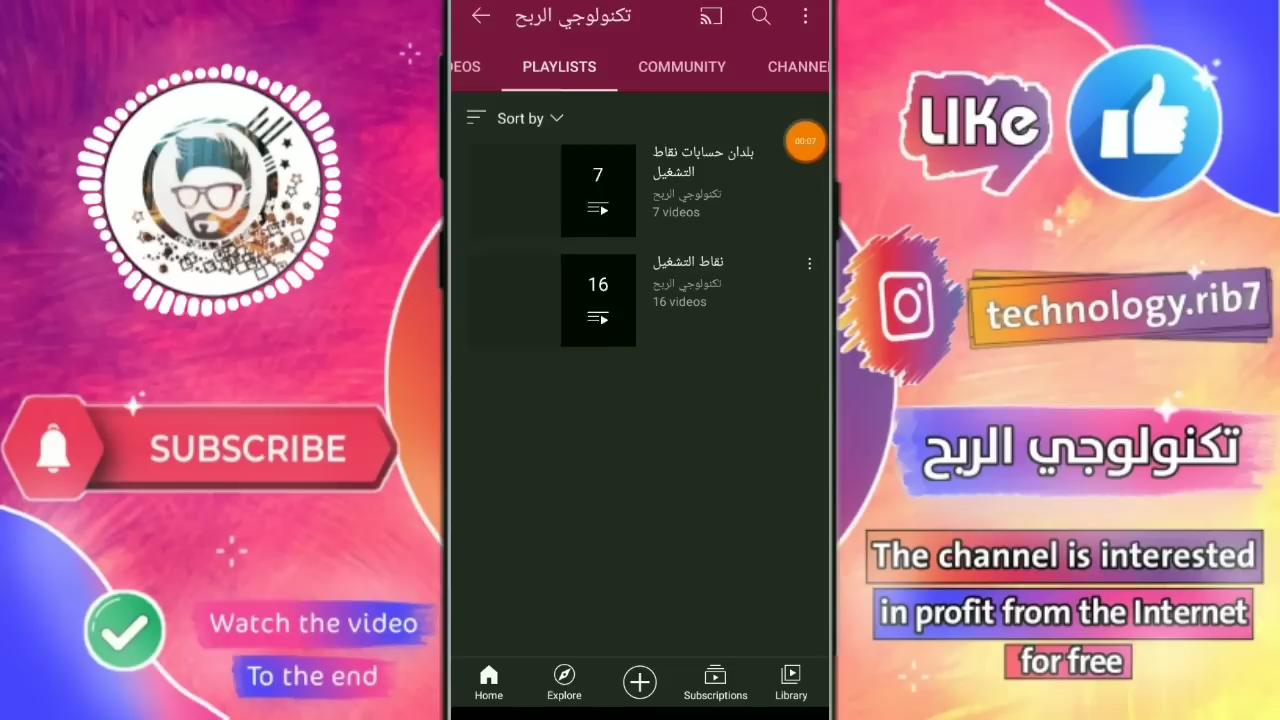 SUBSCRIBE
Watch the video
To the end
تكنولوجي الربح
EOS
PLAYLISTS
COMMUNITY
CHANNE
Sort by
00:07
7
بلدان حسابات نقاط
التشغيل
تكنولوجي الربح
7 videos
16
نقاط التشغيل
تكنولوجي الربح
16 videos
Home
Explore
Subscriptions
Library
LIKe
technology.rib7
تكنولوجي الربح
The channel is interested
in profit from the Internet
for free